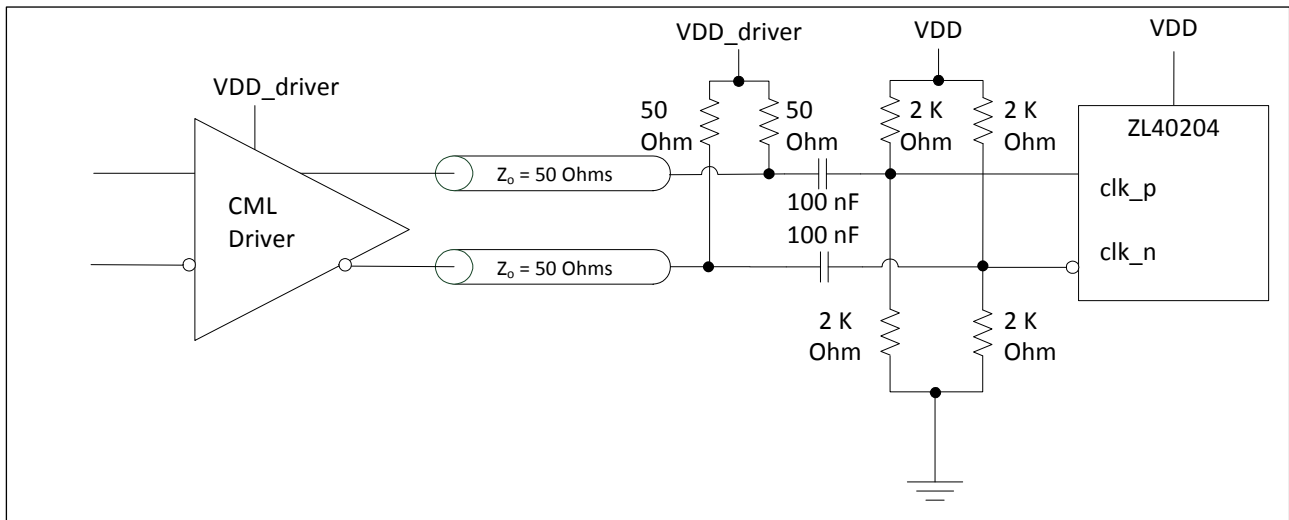 VDD_driver
VDD
VDD
VDD_driver
50
Ohm
50
Ohm
2 K
Ohm
2 K
Ohm
ZL40204
Zo = 50 Ohms
clk_p
CML
Driver
100 nF
100 nF
clk_n
Zo = 50 Ohms
2 K
Ohm
2 K
Ohm